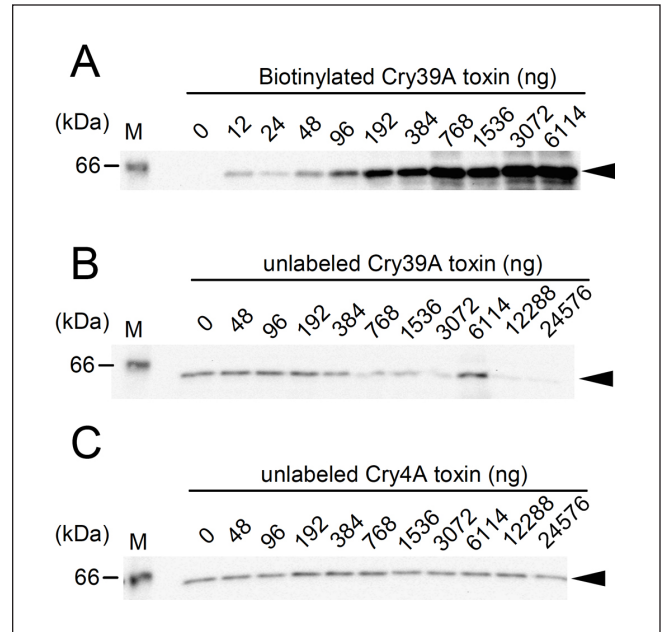 A
Biotinylated Cry39A toxin (ng)
(kDa) M 0 12 24 48 96 192 384 768 1536 3072 6114
66
B
unlabeled Cry39A toxin (ng)
(kDa) M 0 48 96 192 384 768 1536 3072 6114 12288 24576
66
C
unlabeled Cry4A toxin (ng)
(kDa) M 0 48 96 192 384 768 1536 3072 6114 12288 24576
66